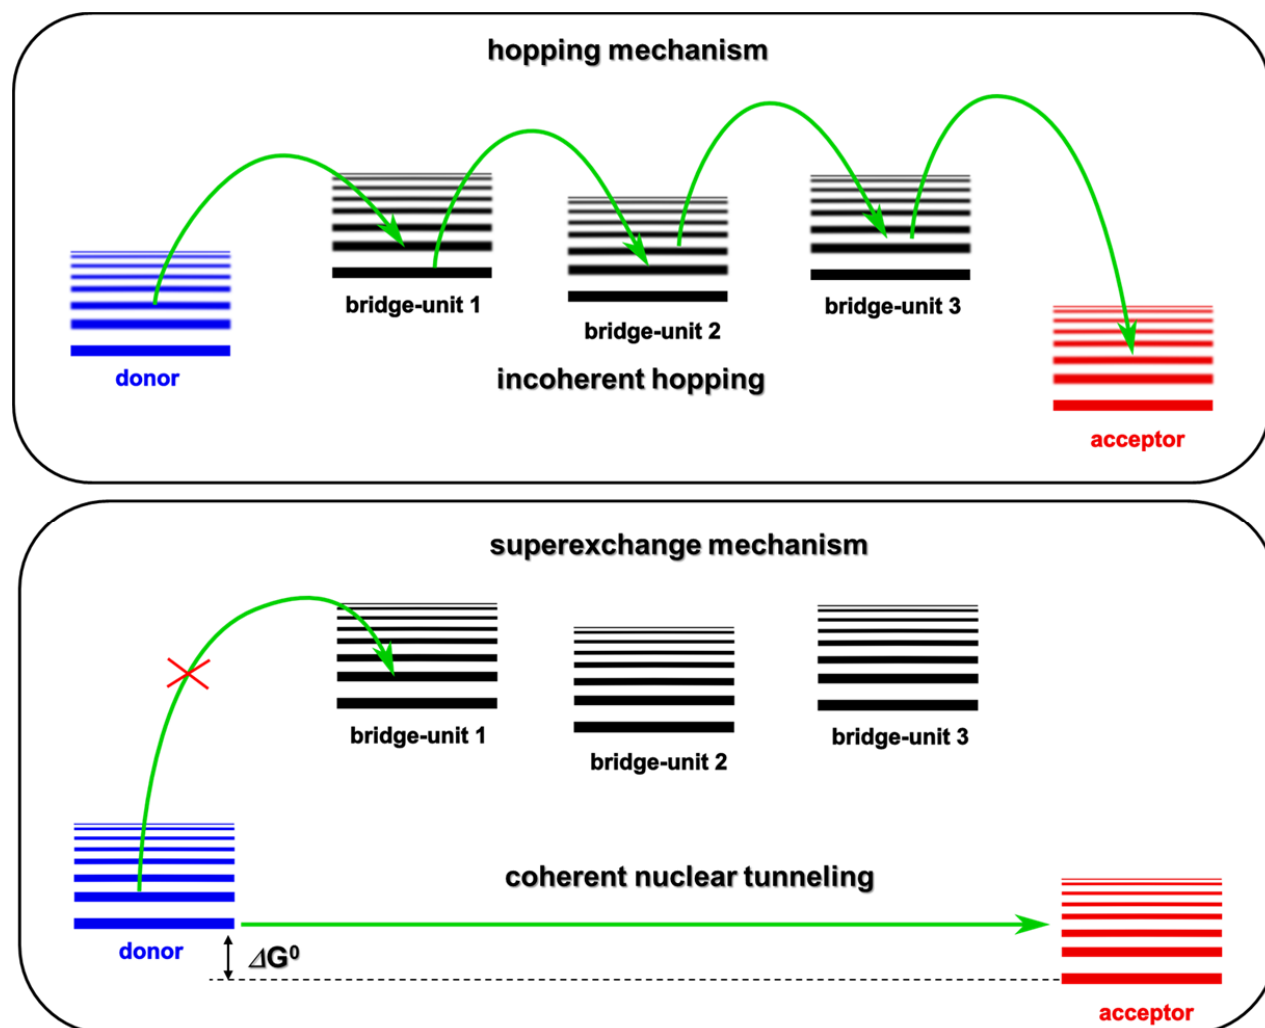 hopping mechanism
bridge-unit 1
bridge-unit 2
bridge-unit 3
donor
incoherent hopping
acceptor
superexchange mechanism
bridge-unit 1
bridge-unit 2
bridge-unit 3
coherent nuclear tunneling
donor
ΔG⁰
acceptor